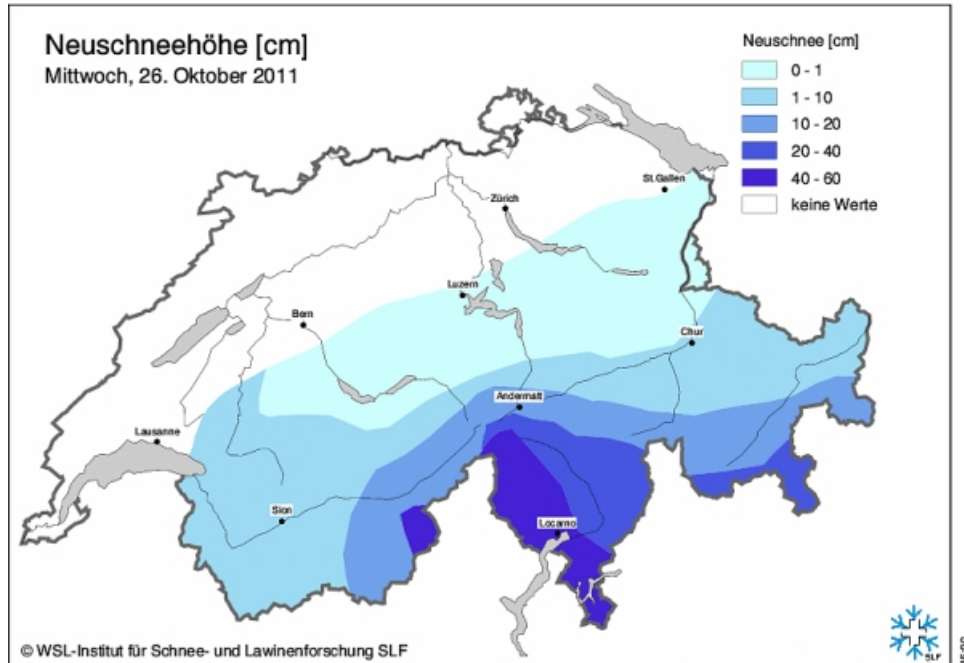 Neuschneehöhe [cm]
Mittwoch, 26. Oktober 2011
Neuschnee [cm]
0 - 1
1 - 10
10 - 20
20 - 40
40 - 60
keine Werte
St.Gallen
Zürich
Luzern
Bern
Chur
Andermatt
Lausanne
Sion
Locarno
© WSL-Institut für Schnee- und Lawinenforschung SLF
SLF